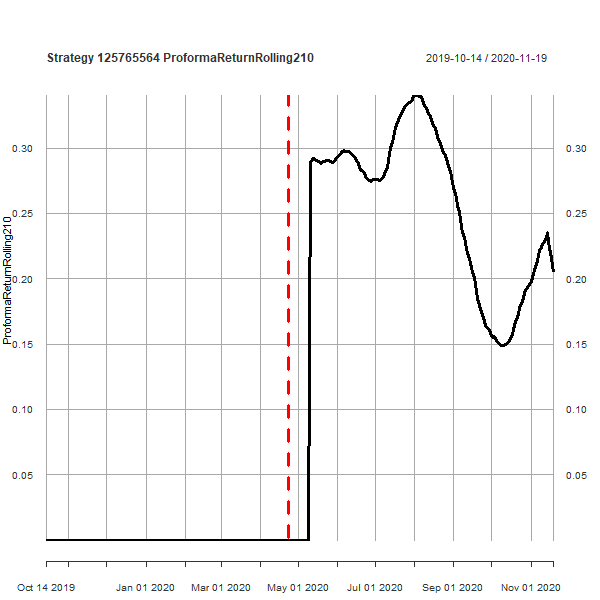 Strategy 125765564 ProformaReturnRolling210
2019-10-14 / 2020-11-19
ProformaReturnRolling210
0.30
0.25
0.20
0.15
0.10
0.05
0.30
0.25
0.20
0.15
0.10
0.05
Oct 14 2019
Jan 01 2020
Mar 01 2020
May 01 2020
Jul 01 2020
Sep 01 2020
Nov 01 2020